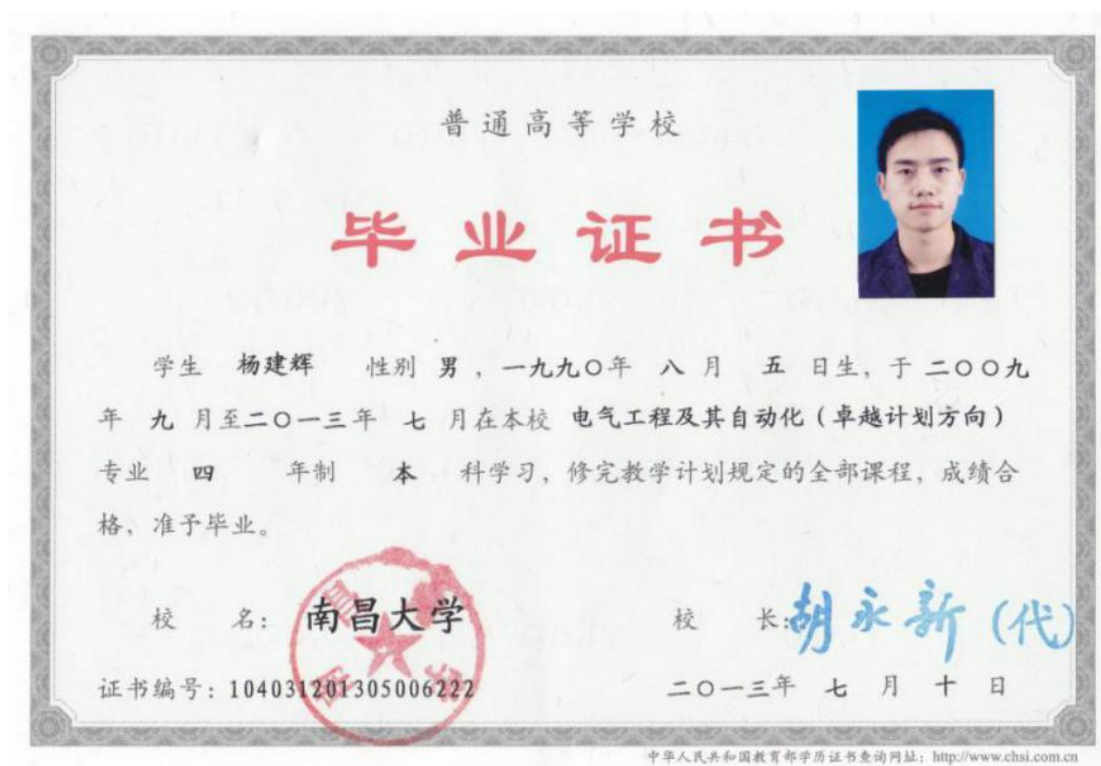 普通高等学校
毕业证书
学生 杨建辉 性别 男，一九九〇年 八 月 五 日生，于 二〇〇九
年 九 月至二〇一三年 七 月在本校 电气工程及其自动化（卓越计划方向）
专业 四 年制 本 科学习，修完教学计划规定的全部课程，成绩合
格，准予毕业。
校 名：南昌大学 校 长：胡永新（代）
证书编号：104031201305006222 二〇一三年 七 月 十 日
中华人民共和国教育部学历证书查询网址：http://www.chsi.com.cn